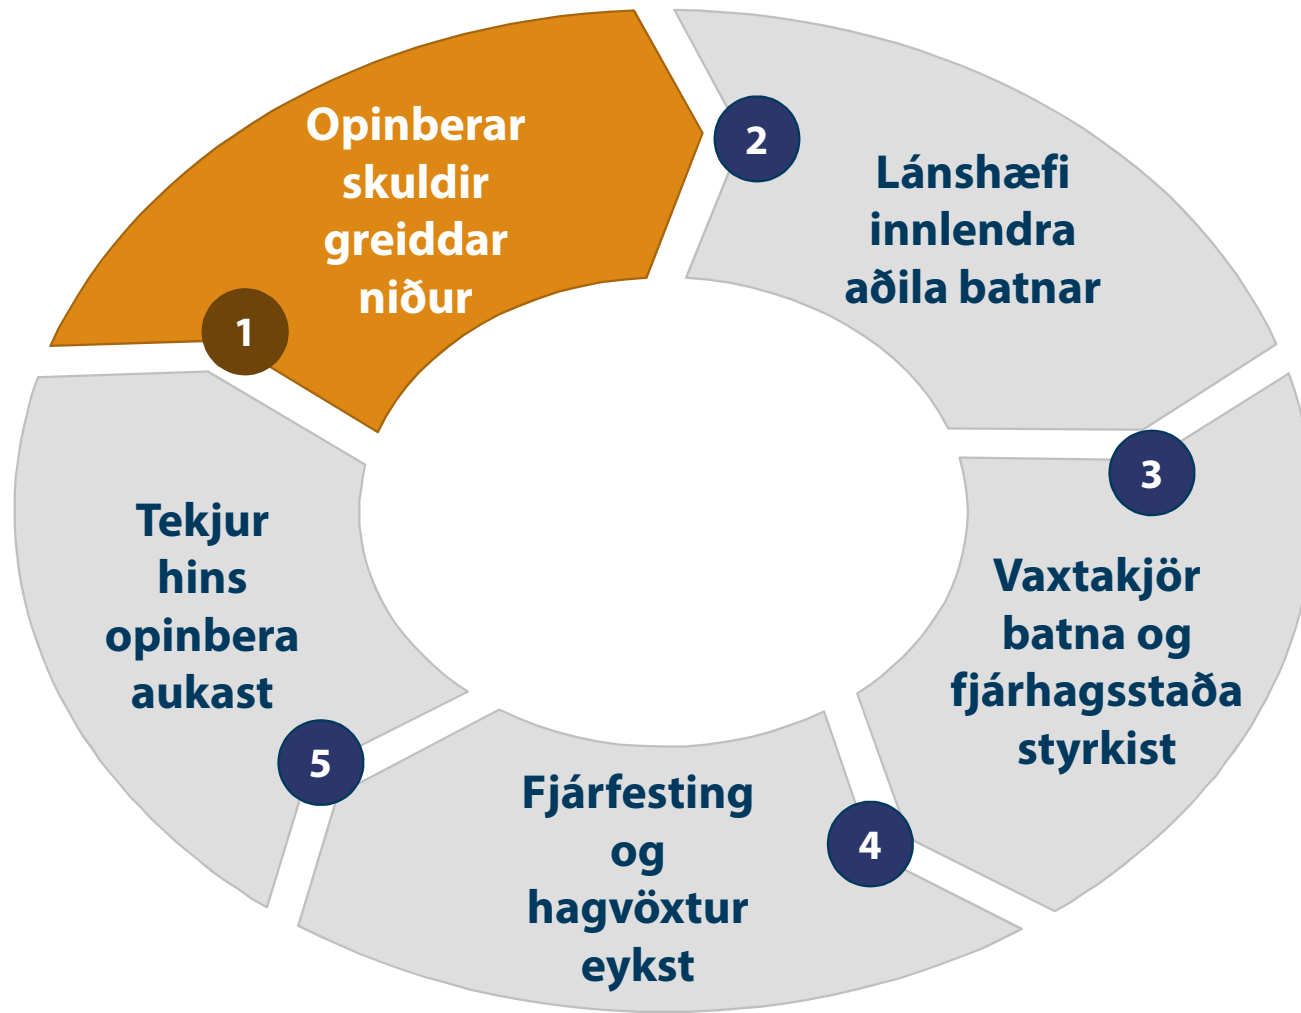 1
Opinberar
skuldir
greiddar
niður
2
Lánshæfi
innlendra
aðila batnar
3
Vaxtakjör
batna og
fjárhagsstaða
styrkist
4
Fjárfesting
og
hagvöxtur
eykst
5
Tekjur
hins
opinbera
aukast